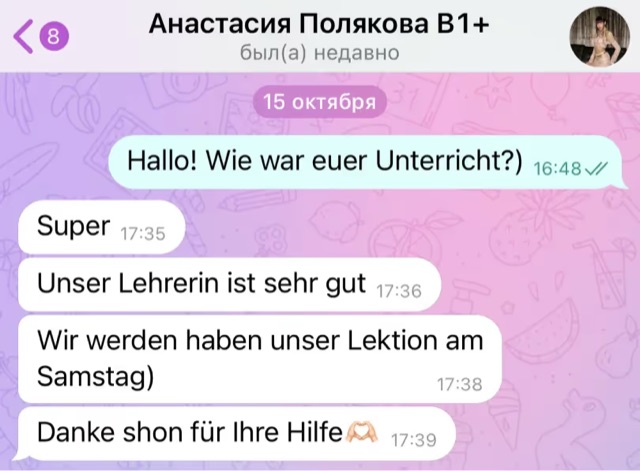 8
Анастасия Полякова B1+
был(а) недавно
15 октября
Hallo! Wie war euer Unterricht?) 16:48
Super 17:35
Unser Lehrerin ist sehr gut 17:36
Wir werden haben unser Lektion am
Samstag) 17:38
Danke shon für Ihre Hilfe🫶🏻 17:39